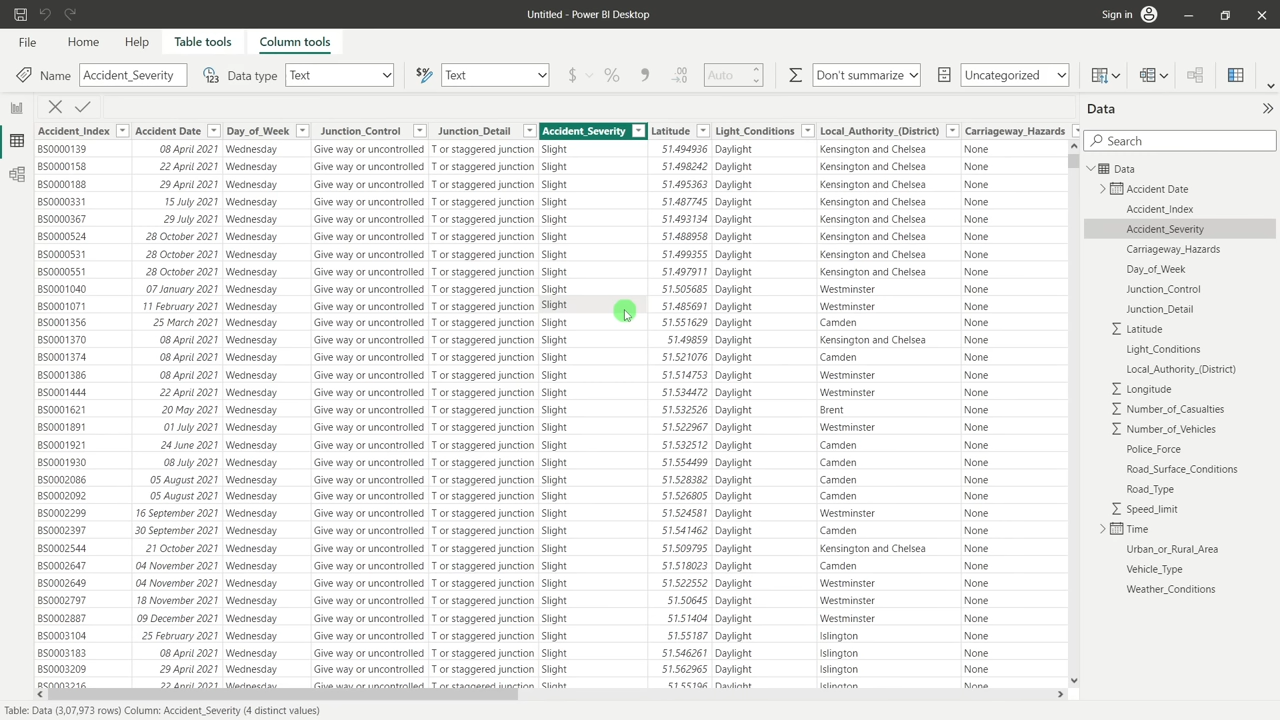 Untitled - Power BI Desktop Sign in
File Home Help Table tools Column tools
Name Accident_Severity Data type Text Text $ % Auto Σ Don't summarize Uncategorized
Data
Accident_Index Accident Date Day_of_Week Junction_Control Junction_Detail Accident_Severity Latitude Light_Conditions Local_Authority_(District) Carriageway_Hazards
BS0000139 08 April 2021 Wednesday Give way or uncontrolled T or staggered junction Slight 51.494936 Daylight Kensington and Chelsea None
BS0000158 22 April 2021 Wednesday Give way or uncontrolled T or staggered junction Slight 51.498242 Daylight Kensington and Chelsea None
BS0000188 29 April 2021 Wednesday Give way or uncontrolled T or staggered junction Slight 51.495363 Daylight Kensington and Chelsea None
BS0000331 15 July 2021 Wednesday Give way or uncontrolled T or staggered junction Slight 51.487745 Daylight Kensington and Chelsea None
BS0000367 29 July 2021 Wednesday Give way or uncontrolled T or staggered junction Slight 51.493134 Daylight Kensington and Chelsea None
BS0000524 28 October 2021 Wednesday Give way or uncontrolled T or staggered junction Slight 51.488958 Daylight Kensington and Chelsea None
BS0000531 28 October 2021 Wednesday Give way or uncontrolled T or staggered junction Slight 51.499355 Daylight Kensington and Chelsea None
BS0000551 28 October 2021 Wednesday Give way or uncontrolled T or staggered junction Slight 51.497911 Daylight Kensington and Chelsea None
BS0001040 07 January 2021 Wednesday Give way or uncontrolled T or staggered junction Slight 51.505685 Daylight Westminster None
BS0001071 11 February 2021 Wednesday Give way or uncontrolled T or staggered junction Slight 51.485691 Daylight Westminster None
BS0001356 25 March 2021 Wednesday Give way or uncontrolled T or staggered junction Slight 51.551629 Daylight Camden None
BS0001370 08 April 2021 Wednesday Give way or uncontrolled T or staggered junction Slight 51.49859 Daylight Kensington and Chelsea None
BS0001374 08 April 2021 Wednesday Give way or uncontrolled T or staggered junction Slight 51.521076 Daylight Camden None
BS0001386 08 April 2021 Wednesday Give way or uncontrolled T or staggered junction Slight 51.514753 Daylight Westminster None
BS0001444 22 April 2021 Wednesday Give way or uncontrolled T or staggered junction Slight 51.534472 Daylight Westminster None
BS0001621 20 May 2021 Wednesday Give way or uncontrolled T or staggered junction Slight 51.532526 Daylight Brent None
BS0001891 01 July 2021 Wednesday Give way or uncontrolled T or staggered junction Slight 51.522967 Daylight Westminster None
BS0001921 24 June 2021 Wednesday Give way or uncontrolled T or staggered junction Slight 51.532512 Daylight Camden None
BS0001930 08 July 2021 Wednesday Give way or uncontrolled T or staggered junction Slight 51.554499 Daylight Camden None
BS0002086 05 August 2021 Wednesday Give way or uncontrolled T or staggered junction Slight 51.528382 Daylight Camden None
BS0002092 05 August 2021 Wednesday Give way or uncontrolled T or staggered junction Slight 51.526805 Daylight Camden None
BS0002299 16 September 2021 Wednesday Give way or uncontrolled T or staggered junction Slight 51.524581 Daylight Westminster None
BS0002397 30 September 2021 Wednesday Give way or uncontrolled T or staggered junction Slight 51.541462 Daylight Camden None
BS0002544 21 October 2021 Wednesday Give way or uncontrolled T or staggered junction Slight 51.509795 Daylight Kensington and Chelsea None
BS0002647 04 November 2021 Wednesday Give way or uncontrolled T or staggered junction Slight 51.518023 Daylight Camden None
BS0002649 04 November 2021 Wednesday Give way or uncontrolled T or staggered junction Slight 51.522552 Daylight Westminster None
BS0002797 18 November 2021 Wednesday Give way or uncontrolled T or staggered junction Slight 51.50645 Daylight Westminster None
BS0002887 09 December 2021 Wednesday Give way or uncontrolled T or staggered junction Slight 51.51404 Daylight Westminster None
BS0003104 25 February 2021 Wednesday Give way or uncontrolled T or staggered junction Slight 51.55187 Daylight Islington None
BS0003183 08 April 2021 Wednesday Give way or uncontrolled T or staggered junction Slight 51.546261 Daylight Islington None
BS0003209 29 April 2021 Wednesday Give way or uncontrolled T or staggered junction Slight 51.562965 Daylight Islington None
BS0003216 22 April 2021 Wednesday Give way or uncontrolled T or staggered junction Slight 51.55196 Daylight Islington None
Search
Data
Accident Date
Accident_Index
Accident_Severity
Carriageway_Hazards
Day_of_Week
Junction_Control
Junction_Detail
Σ Latitude
Light_Conditions
Local_Authority_(District)
Σ Longitude
Σ Number_of_Casualties
Σ Number_of_Vehicles
Police_Force
Road_Surface_Conditions
Road_Type
Σ Speed_limit
Time
Urban_or_Rural_Area
Vehicle_Type
Weather_Conditions
Table: Data (3,07,973 rows) Column: Accident_Severity (4 distinct values)